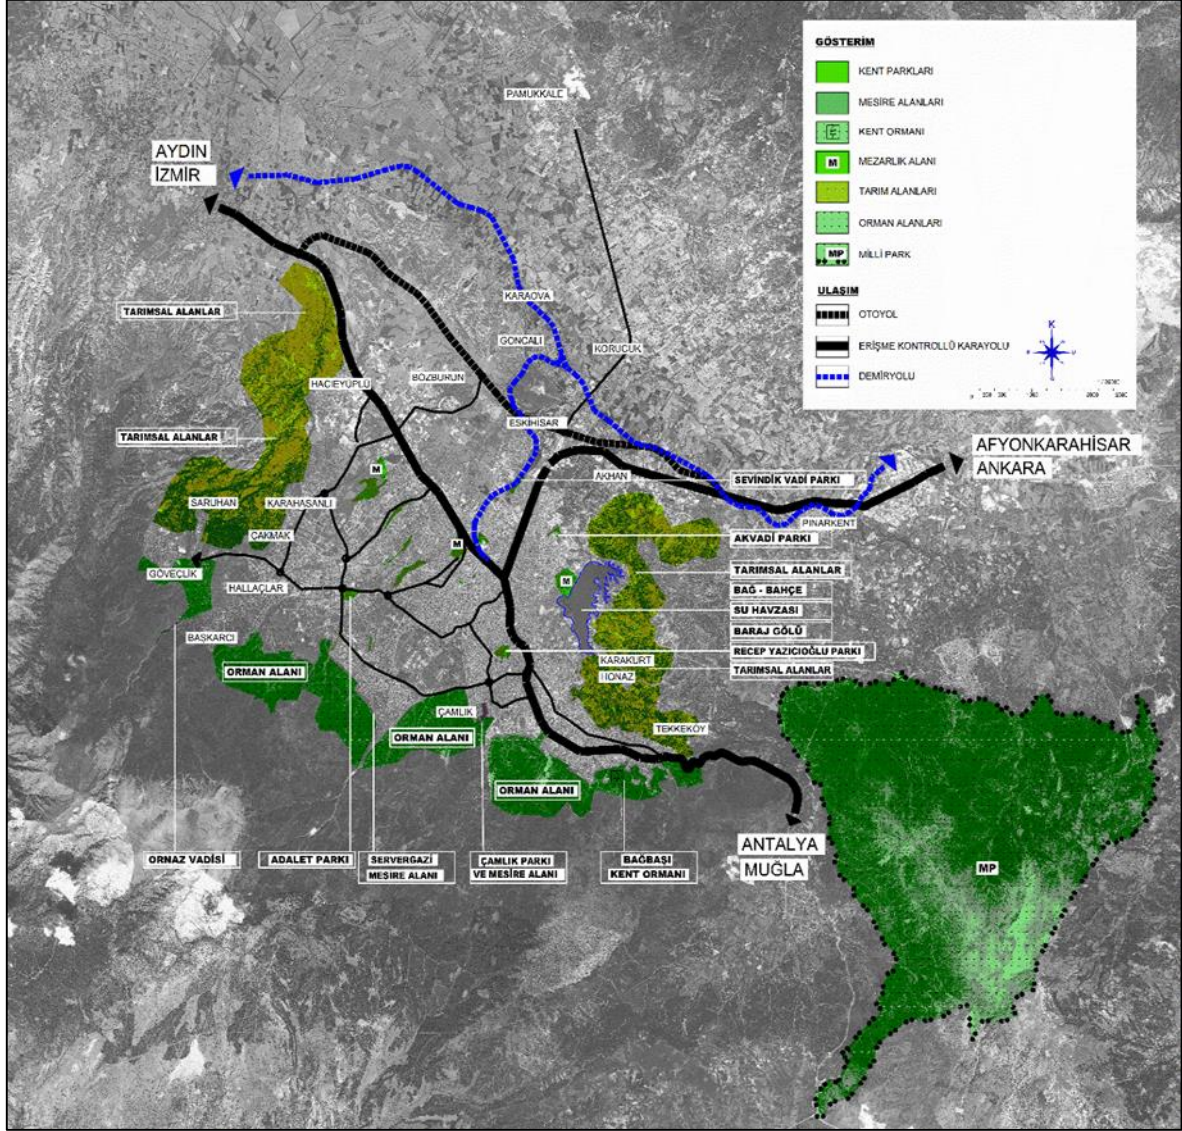 GÖSTERİM
KENT PARKLARI
MESİRE ALANLARI
KENT ORMANI
M
MEZARLIK ALANI
TARIM ALANLARI
ORMAN ALANLARI
MP
MİLLİ PARK
ULAŞIM
OTOYOL
ERİŞME KONTROLLÜ KARAYOLU
DEMİRYOLU
K
PAMUKKALE
AYDIN
İZMİR
KARAOVA
TARIMSAL ALANLAR
GONCALI
KORUCUK
HACIEYÜPLÜ
BOZBURUN
ESKİHİSAR
TARIMSAL ALANLAR
AFYONKARAHİSAR
ANKARA
M
AKHAN
SEVİNDİK VADİ PARKI
SARUHAN
KARAHASANLI
PINARKENT
ÇAKMAK
AKVADİ PARKI
M
GÖVEÇLİK
TARIMSAL ALANLAR
M
HALLAÇLAR
BAĞ - BAHÇE
SU HAVZASI
BAŞKARCI
BARAJ GÖLÜ
RECEP YAZICIOĞLU PARKI
KARAKURT
ORMAN ALANI
TARIMSAL ALANLAR
HONAZ
ÇAMLIK
TEKKEKÖY
ORMAN ALANI
ORMAN ALANI
ANTALYA
MUĞLA
ORNAZ VADİSİ
ADALET PARKI
SERVERGAZİ
MESİRE ALANI
ÇAMLIK PARKI
VE MESİRE ALANI
BAĞBAŞI
KENT ORMANI
MP